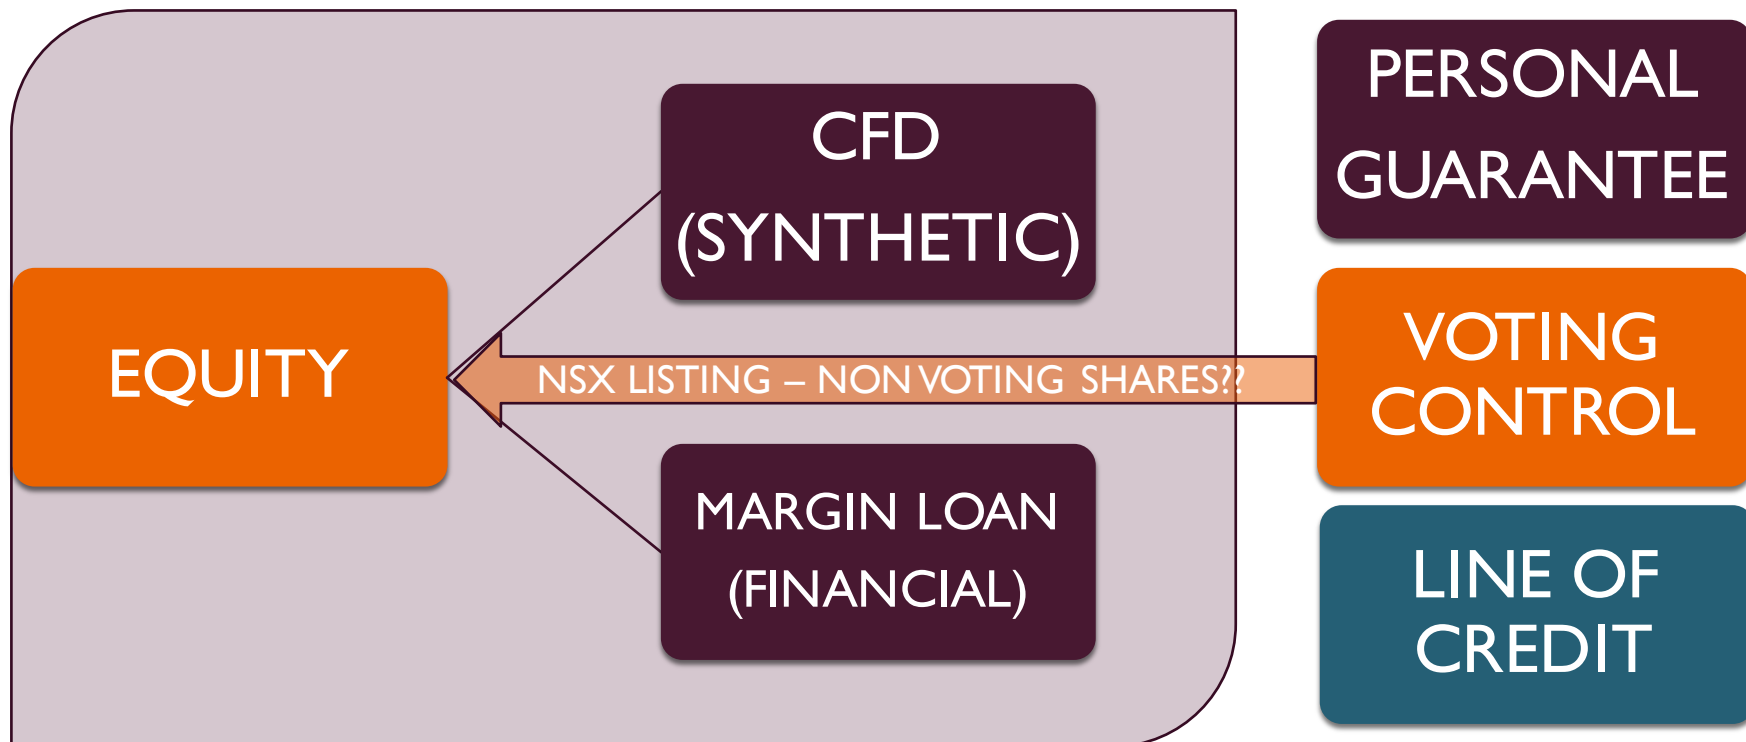 CFD
(SYNTHETIC)
PERSONAL
GUARANTEE
EQUITY
NSX LISTING – NON VOTING SHARES??
VOTING
CONTROL
MARGIN LOAN
(FINANCIAL)
LINE OF
CREDIT